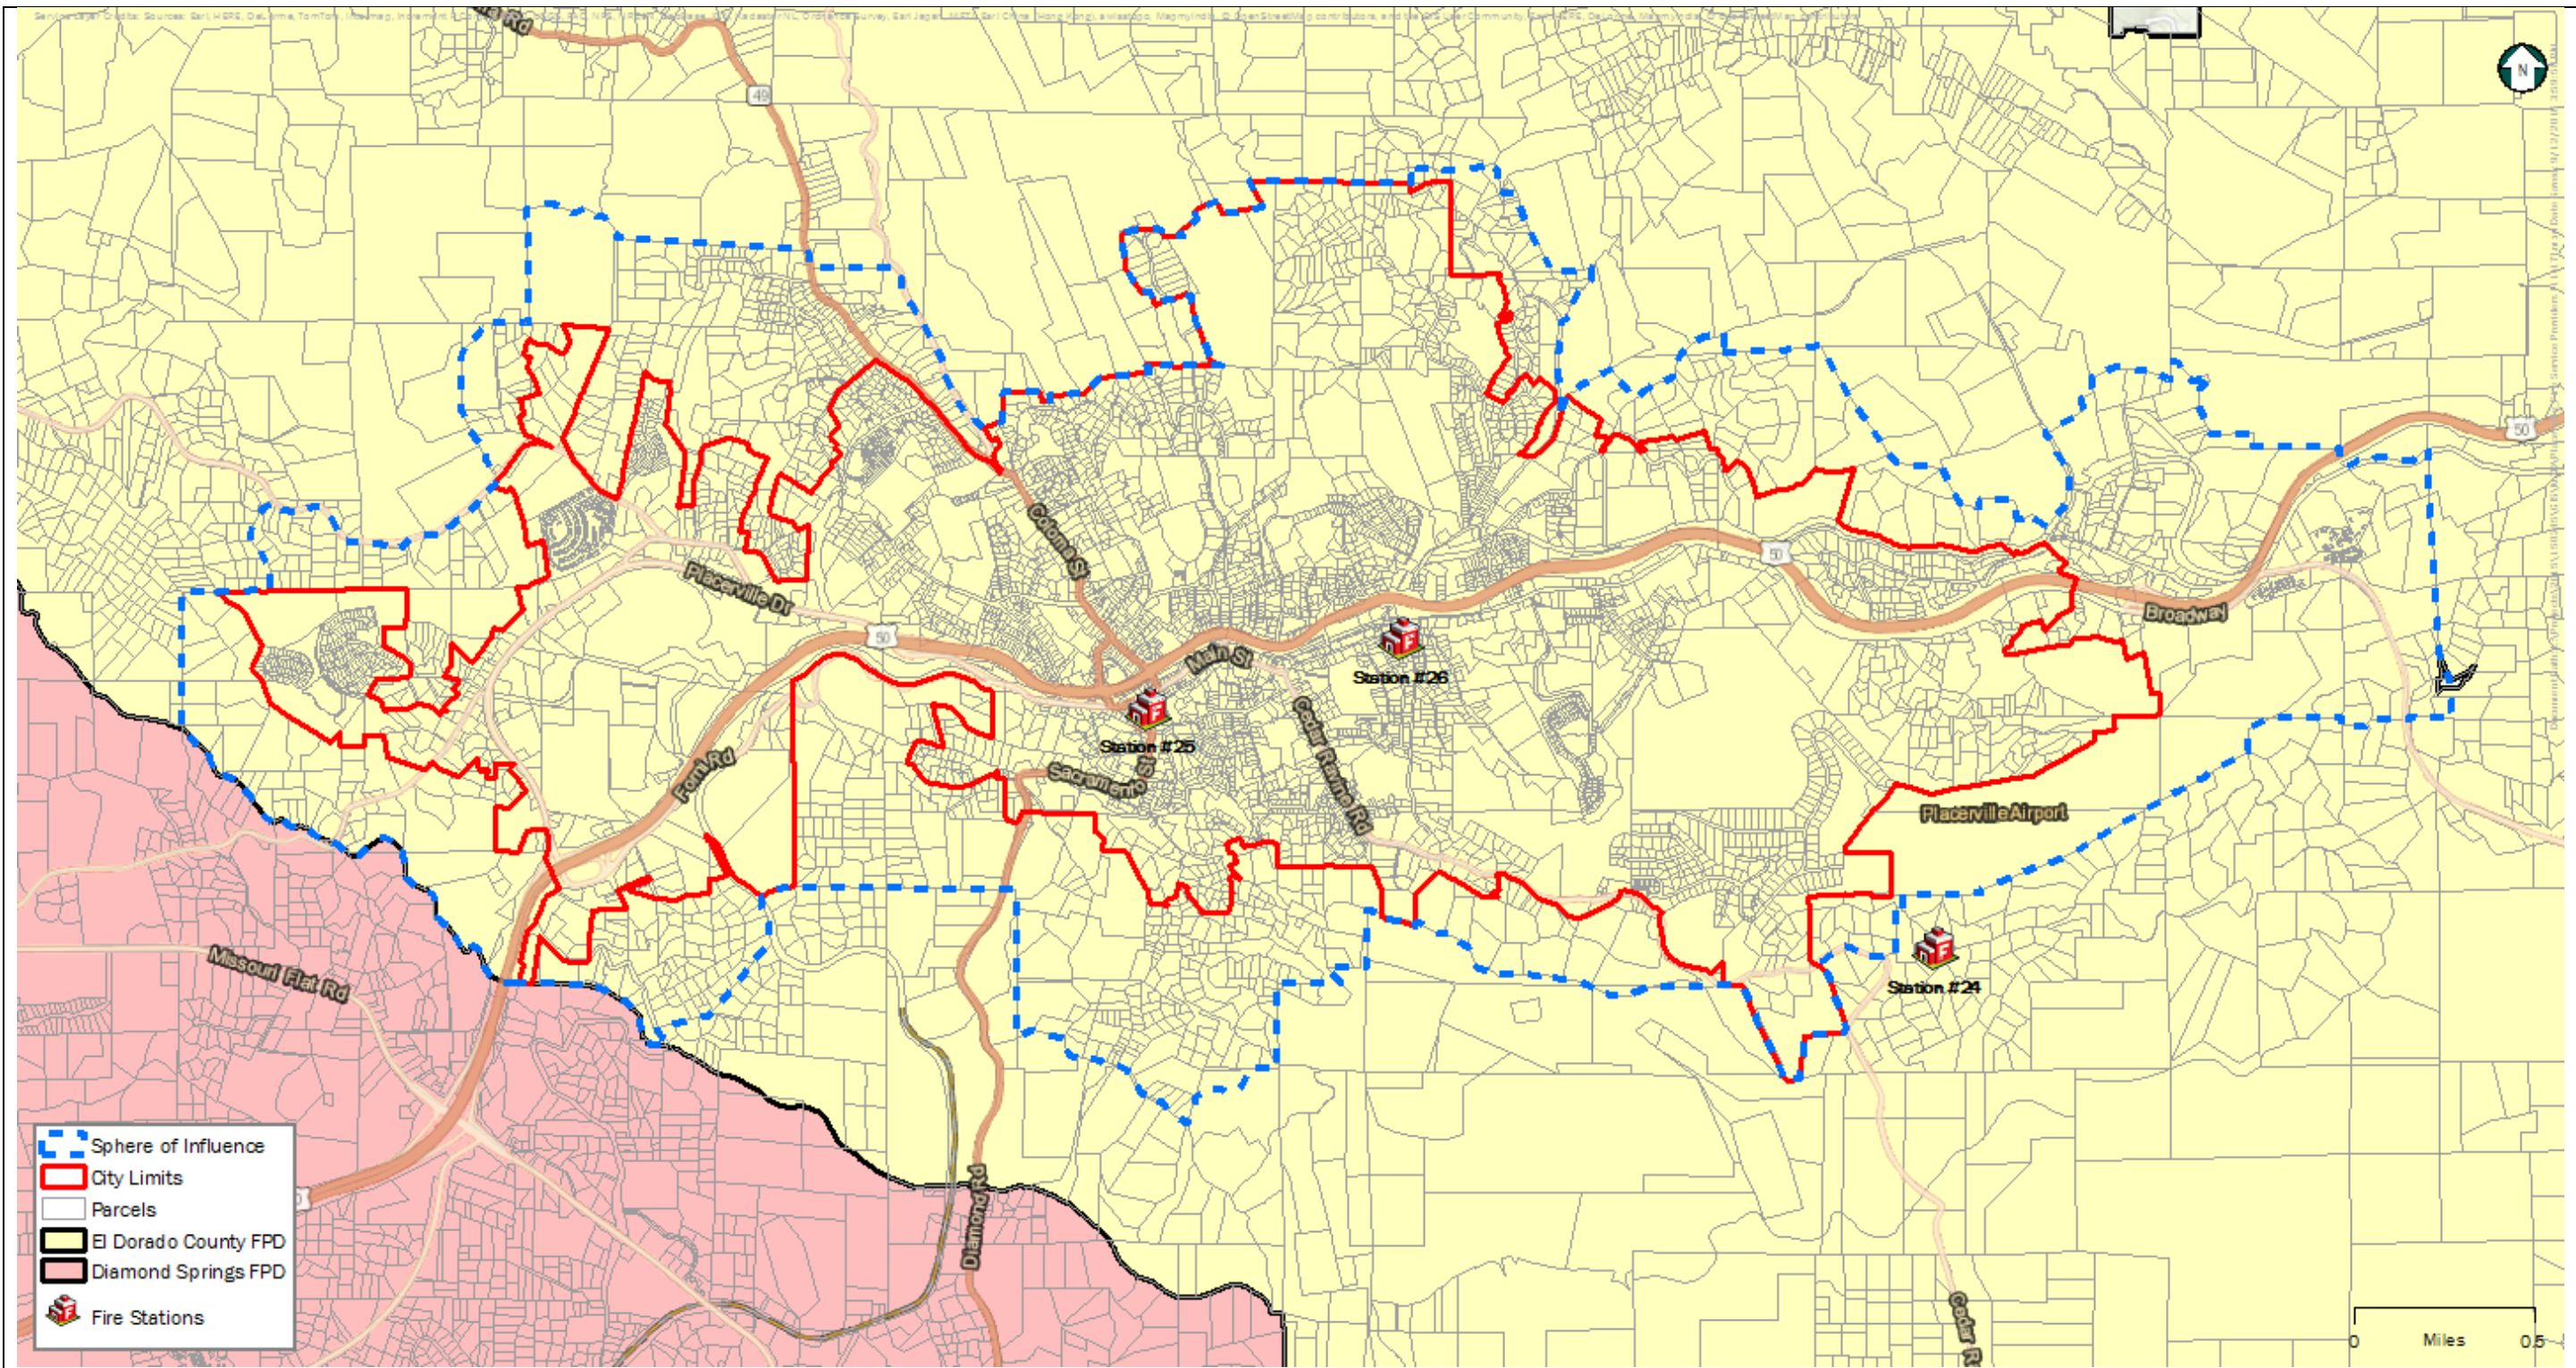 49
N
50
Coloma St
Placerville Dr
50
50
Broadway
Main St
Station #26
Station #25
Cedar Ravine Rd
Forni Rd
Sacramento St
Placerville Airport
Station #24
Missouri Flat Rd
Diamond Rd
Cedar R
Sphere of Influence
City Limits
Parcels
El Dorado County FPD
Diamond Springs FPD
Fire Stations
0 Miles 0.5